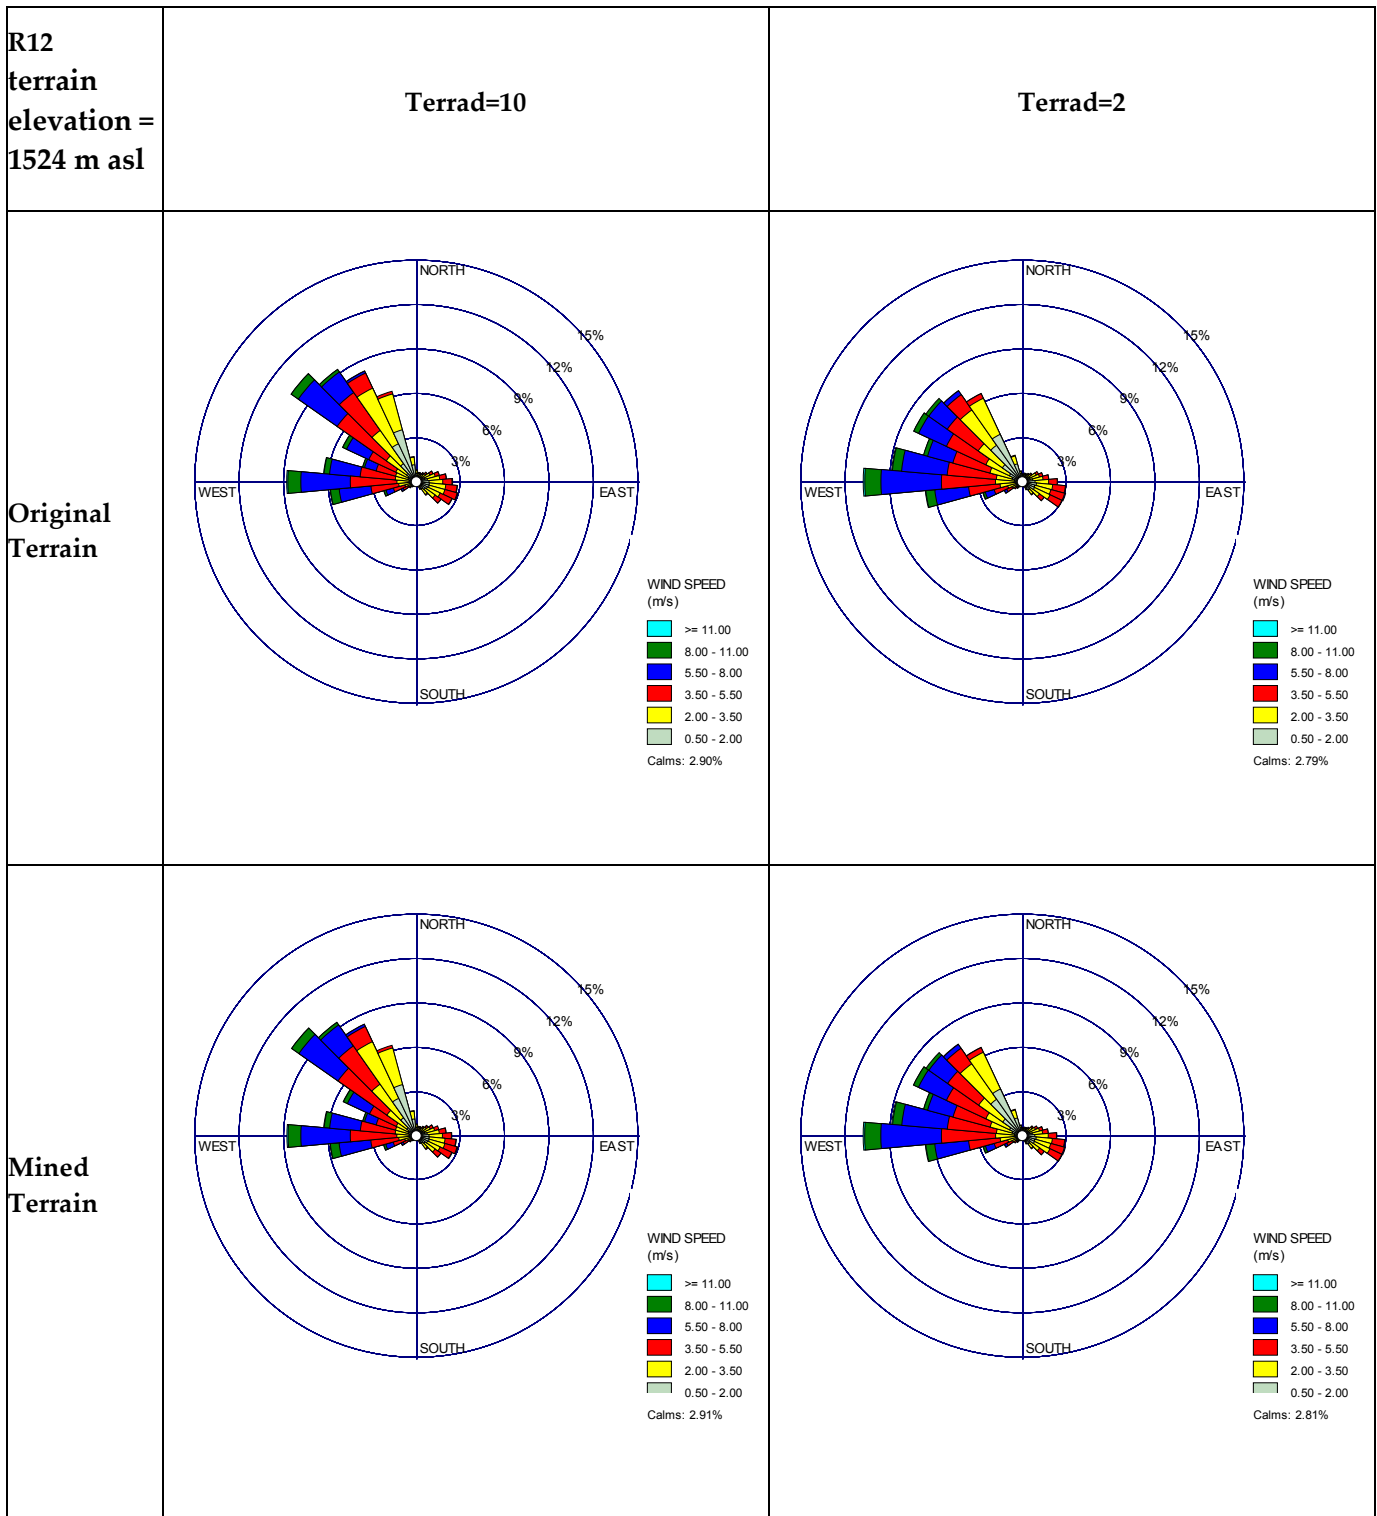 R12
terrain
elevation =
1524 m asl
Terrad=10
Terrad=2
Original
Terrain
NORTH
15%
12%
9%
6%
3%
WEST
EAST
SOUTH
WIND SPEED
(m/s)
>= 11.00
8.00 - 11.00
5.50 - 8.00
3.50 - 5.50
2.00 - 3.50
0.50 - 2.00
Calms: 2.90%
NORTH
15%
12%
9%
6%
3%
WEST
EAST
SOUTH
WIND SPEED
(m/s)
>= 11.00
8.00 - 11.00
5.50 - 8.00
3.50 - 5.50
2.00 - 3.50
0.50 - 2.00
Calms: 2.79%
Mined
Terrain
NORTH
15%
12%
9%
6%
3%
WEST
EAST
SOUTH
WIND SPEED
(m/s)
>= 11.00
8.00 - 11.00
5.50 - 8.00
3.50 - 5.50
2.00 - 3.50
0.50 - 2.00
Calms: 2.91%
NORTH
15%
12%
9%
6%
3%
WEST
EAST
SOUTH
WIND SPEED
(m/s)
>= 11.00
8.00 - 11.00
5.50 - 8.00
3.50 - 5.50
2.00 - 3.50
0.50 - 2.00
Calms: 2.81%